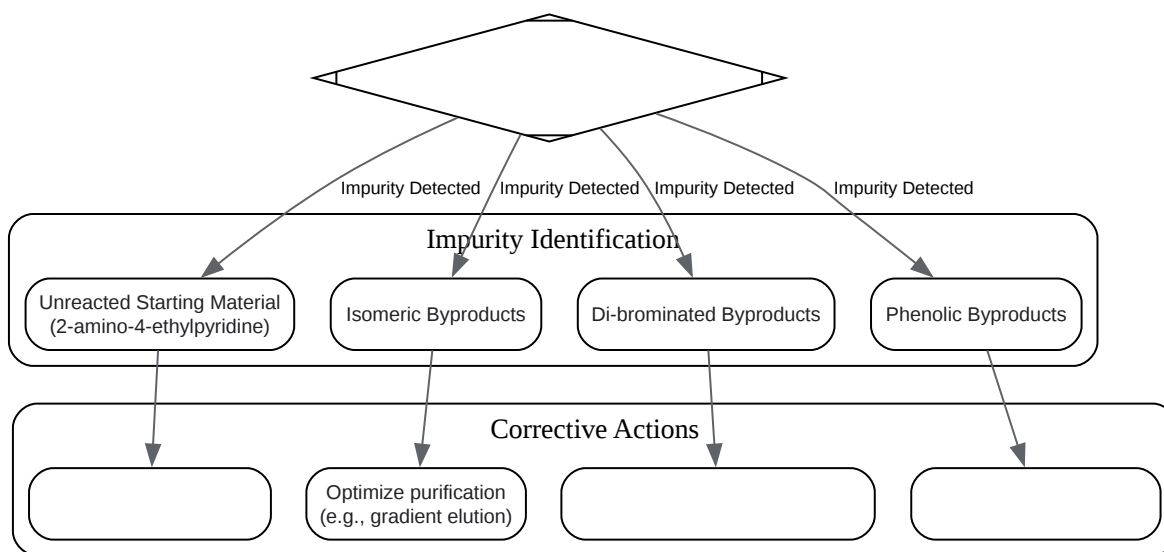 Impurity Detected
Impurity Detected
Impurity Detected
Impurity Detected
Impurity Identification
Unreacted Starting Material
(2-amino-4-ethylpyridine)
Isomeric Byproducts
Di-brominated Byproducts
Phenolic Byproducts
Corrective Actions
Optimize purification
(e.g., gradient elution)